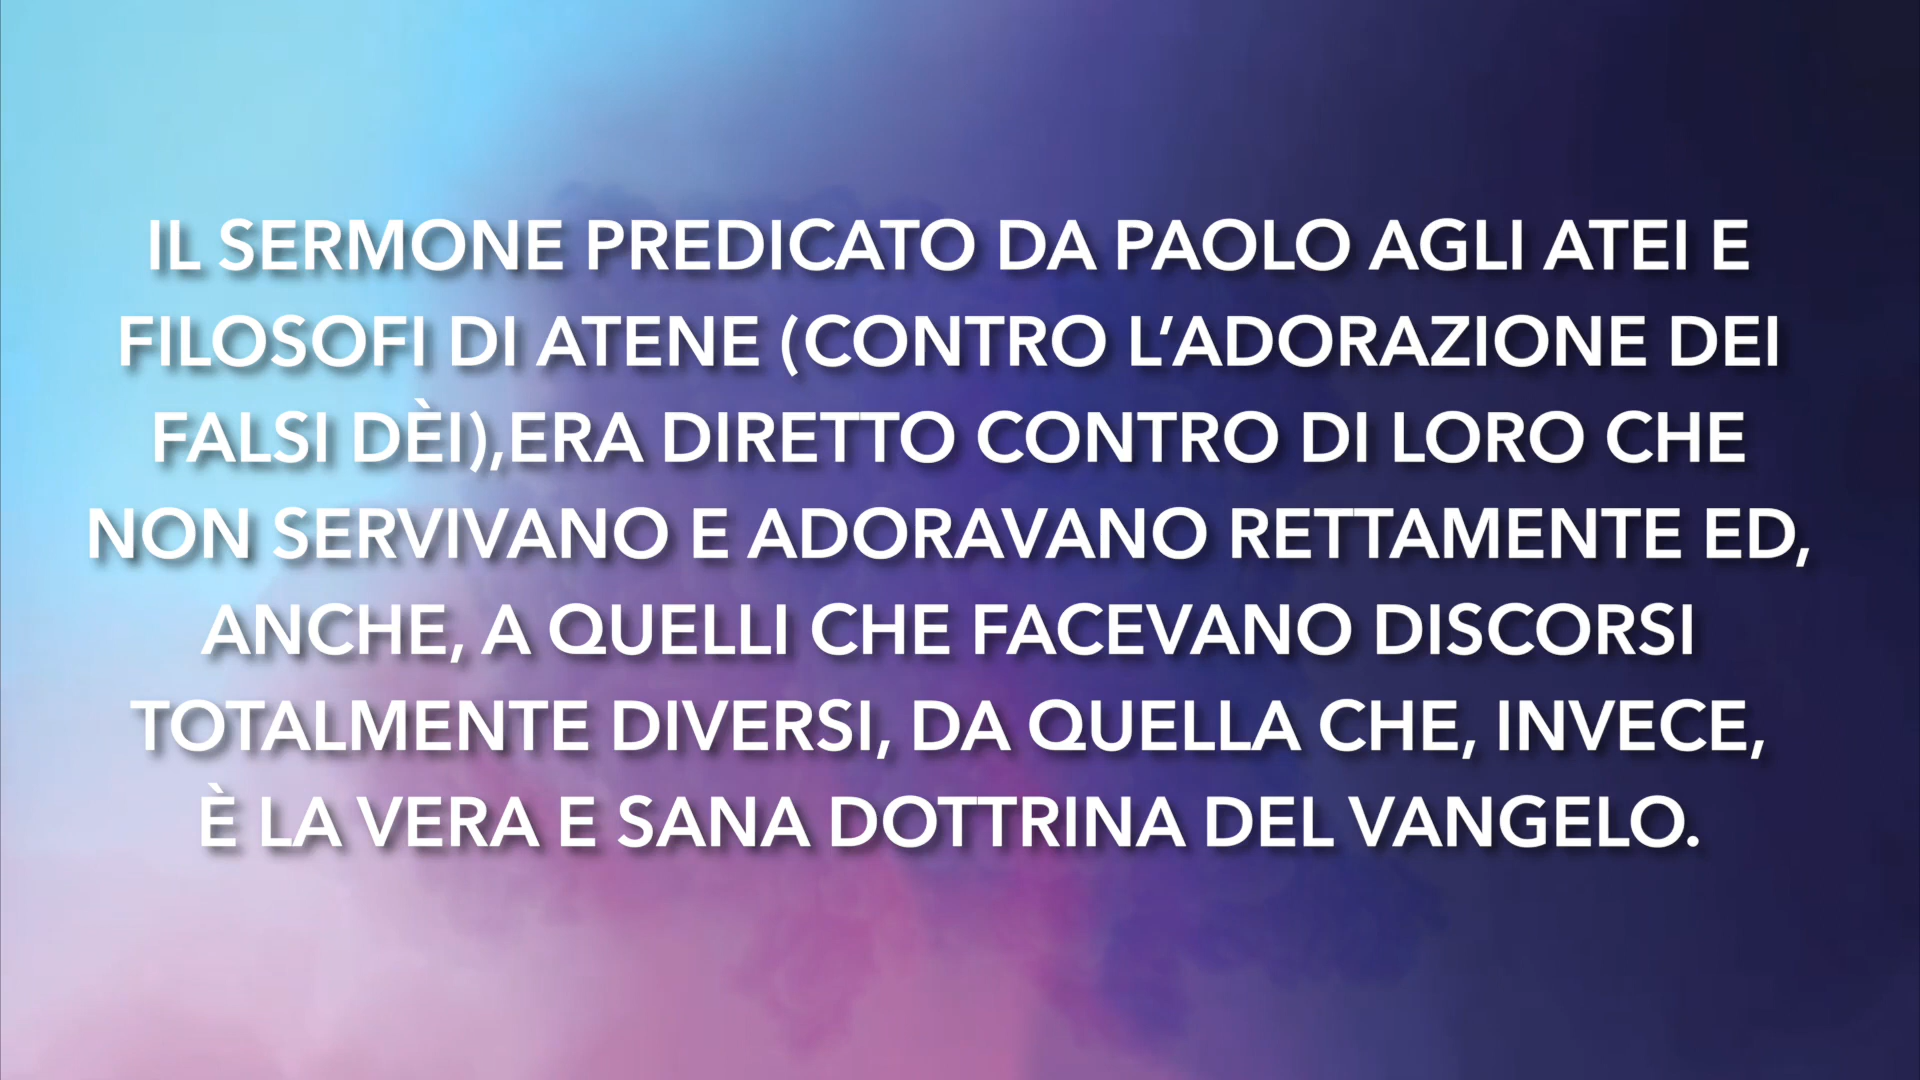 IL SERMONE PREDICATO DA PAOLO AGLI ATEI E
FILOSOFI DI ATENE (CONTRO L’ADORAZIONE DEI
FALSI DÈI),ERA DIRETTO CONTRO DI LORO CHE
NON SERVIVANO E ADORAVANO RETTAMENTE ED,
ANCHE, A QUELLI CHE FACEVANO DISCORSI
TOTALMENTE DIVERSI, DA QUELLA CHE, INVECE,
È LA VERA E SANA DOTTRINA DEL VANGELO.